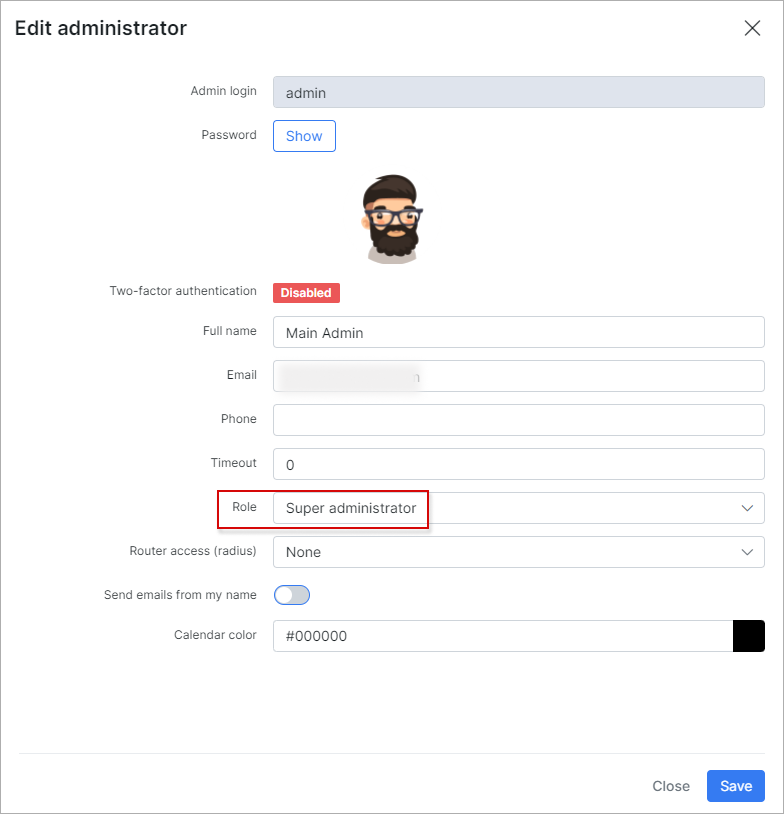 Edit administrator
Admin login admin
Password Show
Two-factor authentication Disabled
Full name Main Admin
Email
Phone
Timeout 0
Role Super administrator
Router access (radius) None
Send emails from my name
Calendar color #000000
Close Save